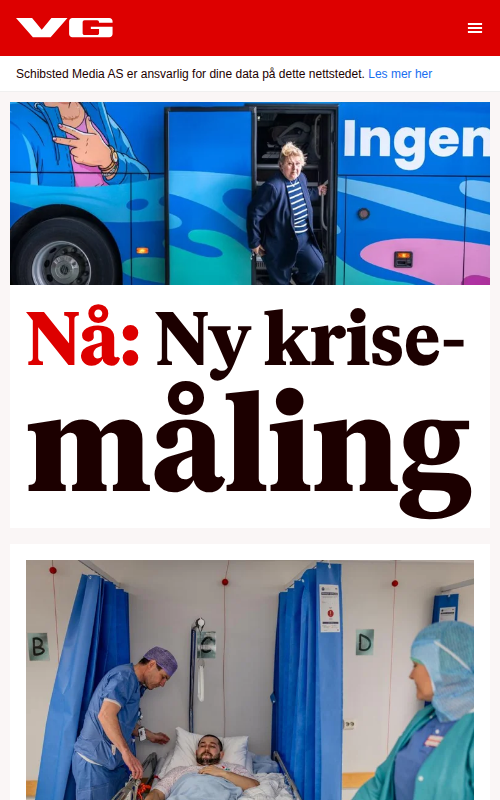 VG
Schibsted Media AS er ansvarlig for dine data på dette nettstedet. Les mer her
Ingen
Nå: Ny krise-
måling
B
C
D